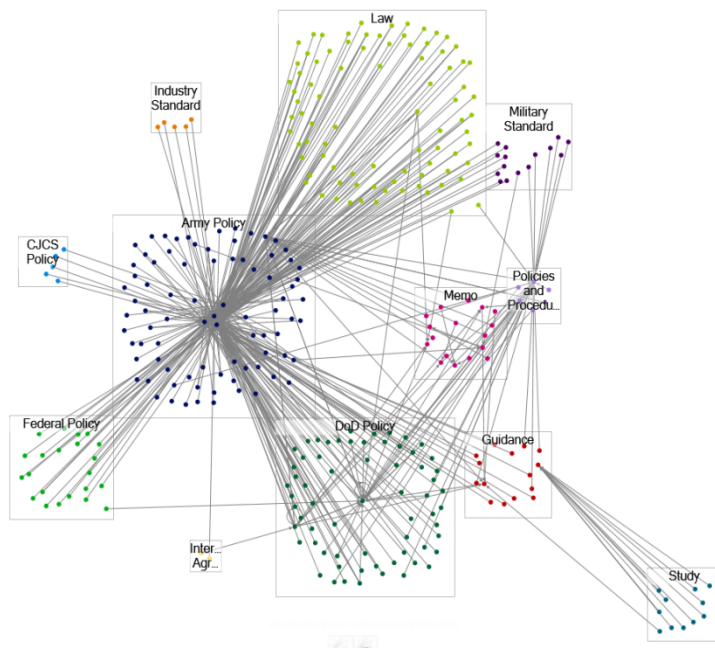 Law
Industry
Standard
Military
Standard
Army Policy
CJCS
Policy
Policies
and
Procedu...
Memo
Federal Policy
DoD Policy
Guidance
Inter...
Agr...
Study